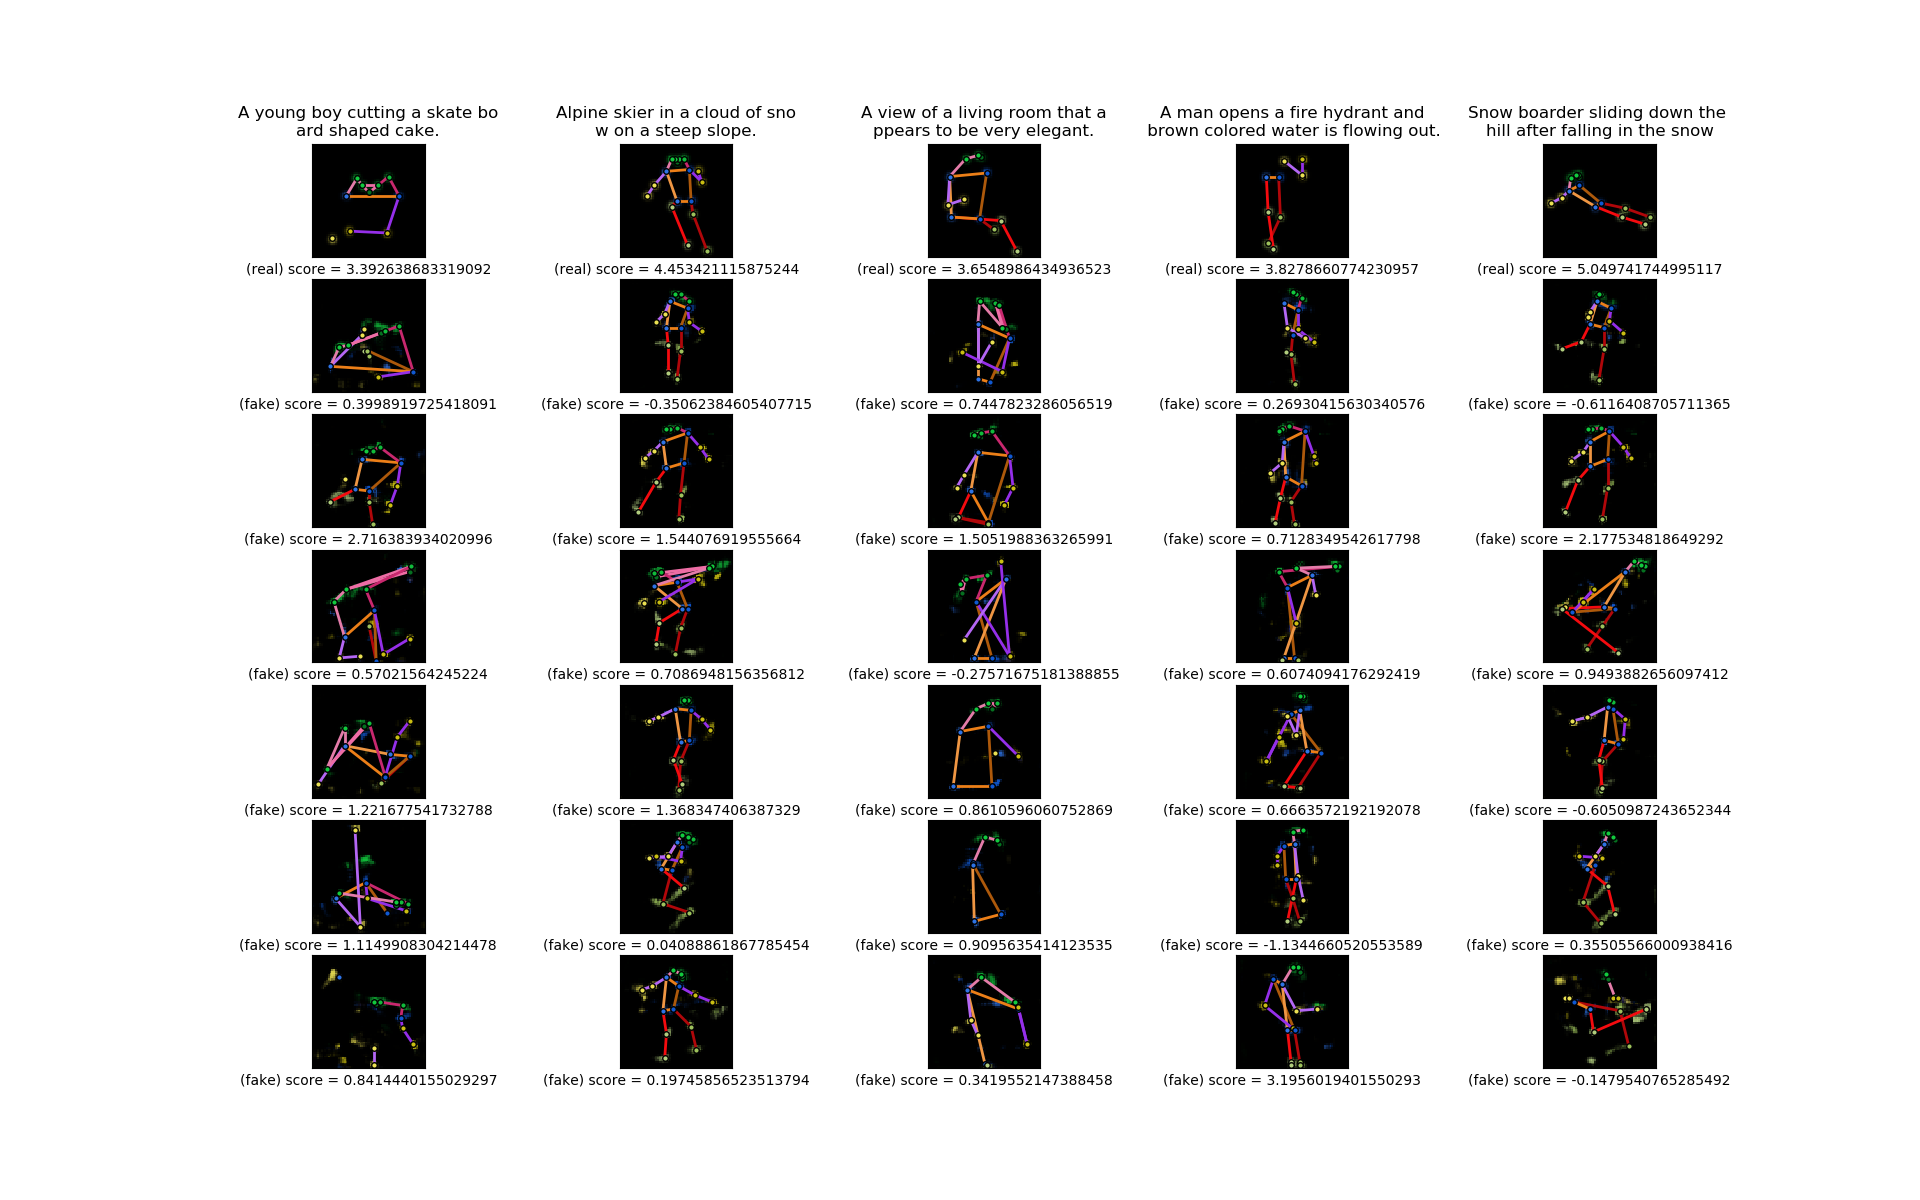 A young boy cutting a skate bo
ard shaped cake.
Alpine skier in a cloud of sno
w on a steep slope.
A view of a living room that a
ppears to be very elegant.
A man opens a fire hydrant and
brown colored water is flowing out.
Snow boarder sliding down the
hill after falling in the snow
(real) score = 3.392638683319092
(real) score = 4.453421115875244
(real) score = 3.6548986434936523
(real) score = 3.8278660774230957
(real) score = 5.049741744995117
(fake) score = 0.3998919725418091
(fake) score = -0.35062384605407715
(fake) score = 0.7447823286056519
(fake) score = 0.26930415630340576
(fake) score = -0.6116408705711365
(fake) score = 2.716383934020996
(fake) score = 1.544076919555664
(fake) score = 1.5051988363265991
(fake) score = 0.7128349542617798
(fake) score = 2.177534818649292
(fake) score = 0.57021564245224
(fake) score = 0.7086948156356812
(fake) score = -0.27571675181388855
(fake) score = 0.6074094176292419
(fake) score = 0.9493882656097412
(fake) score = 1.221677541732788
(fake) score = 1.368347406387329
(fake) score = 0.8610596060752869
(fake) score = 0.6663572192192078
(fake) score = -0.6050987243652344
(fake) score = 1.1149908304214478
(fake) score = 0.04088861867785454
(fake) score = 0.9095635414123535
(fake) score = -1.1344660520553589
(fake) score = 0.35505566000938416
(fake) score = 0.8414440155029297
(fake) score = 0.19745856523513794
(fake) score = 0.3419552147388458
(fake) score = 3.1956019401550293
(fake) score = -0.1479540765285492